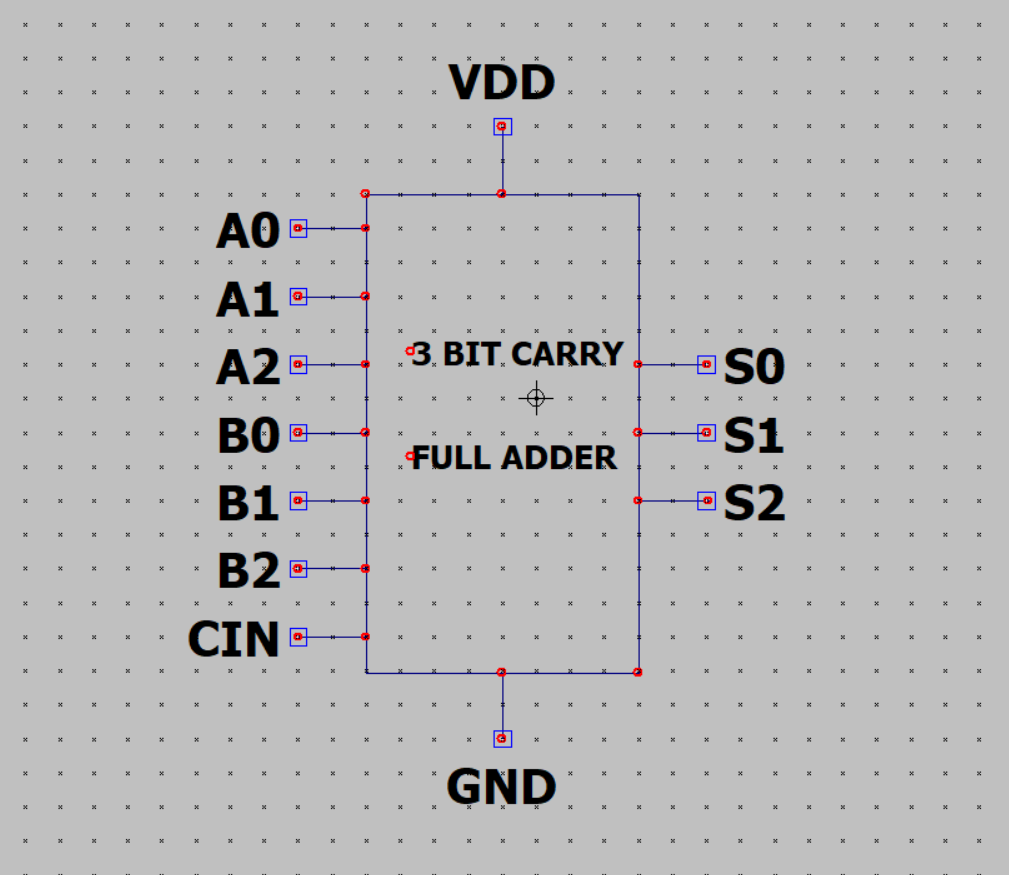 VDD
A0
A1
A2
B0
B1
B2
CIN
3 BIT CARRY
FULL ADDER
S0
S1
S2
GND